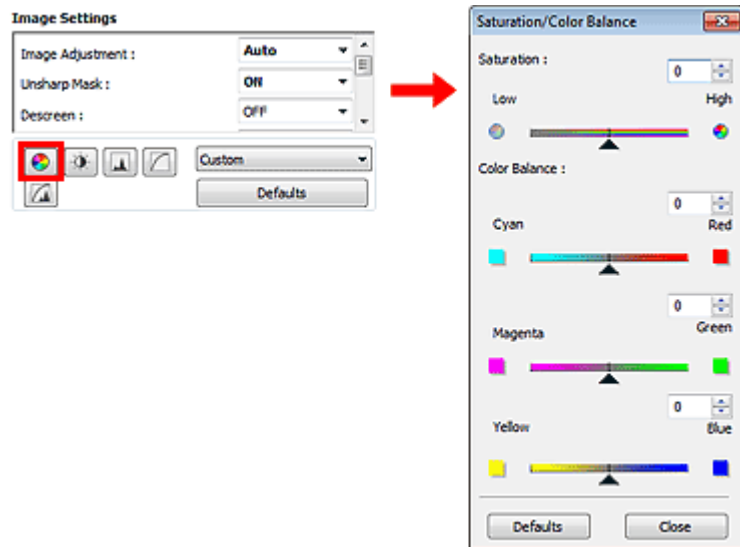 Image Settings
Image Adjustment : Auto
Unsharp Mask : ON
Descreen : OFF
Custom
Defaults
Saturation/Color Balance
Saturation :
0
Low High
Color Balance :
0
Cyan Red
0
Magenta Green
0
Yellow Blue
Defaults Close